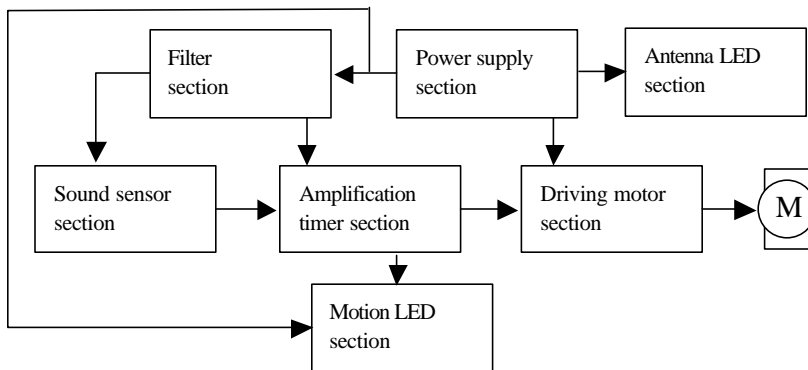 Filter
section
Power supply
section
Antenna LED
section
Sound sensor
section
Amplification
timer section
Driving motor
section
M
Motion LED
section